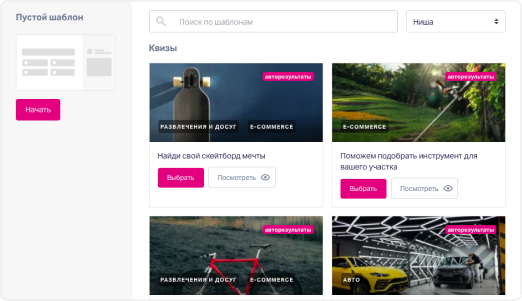 Пустой шаблон
Начать
Поиск по шаблонам
Ниша
Квизы
авторезультаты
РАЗВЛЕЧЕНИЯ И ДОСУГ
E-COMMERCE
Найди свой скейтборд мечты
Выбрать
Посмотреть
авторезультаты
E-COMMERCE
Поможем подобрать инструмент для
вашего участка
Выбрать
Посмотреть
авторезультаты
РАЗВЛЕЧЕНИЯ И ДОСУГ
E-COMMERCE
авторезультаты
АВТО